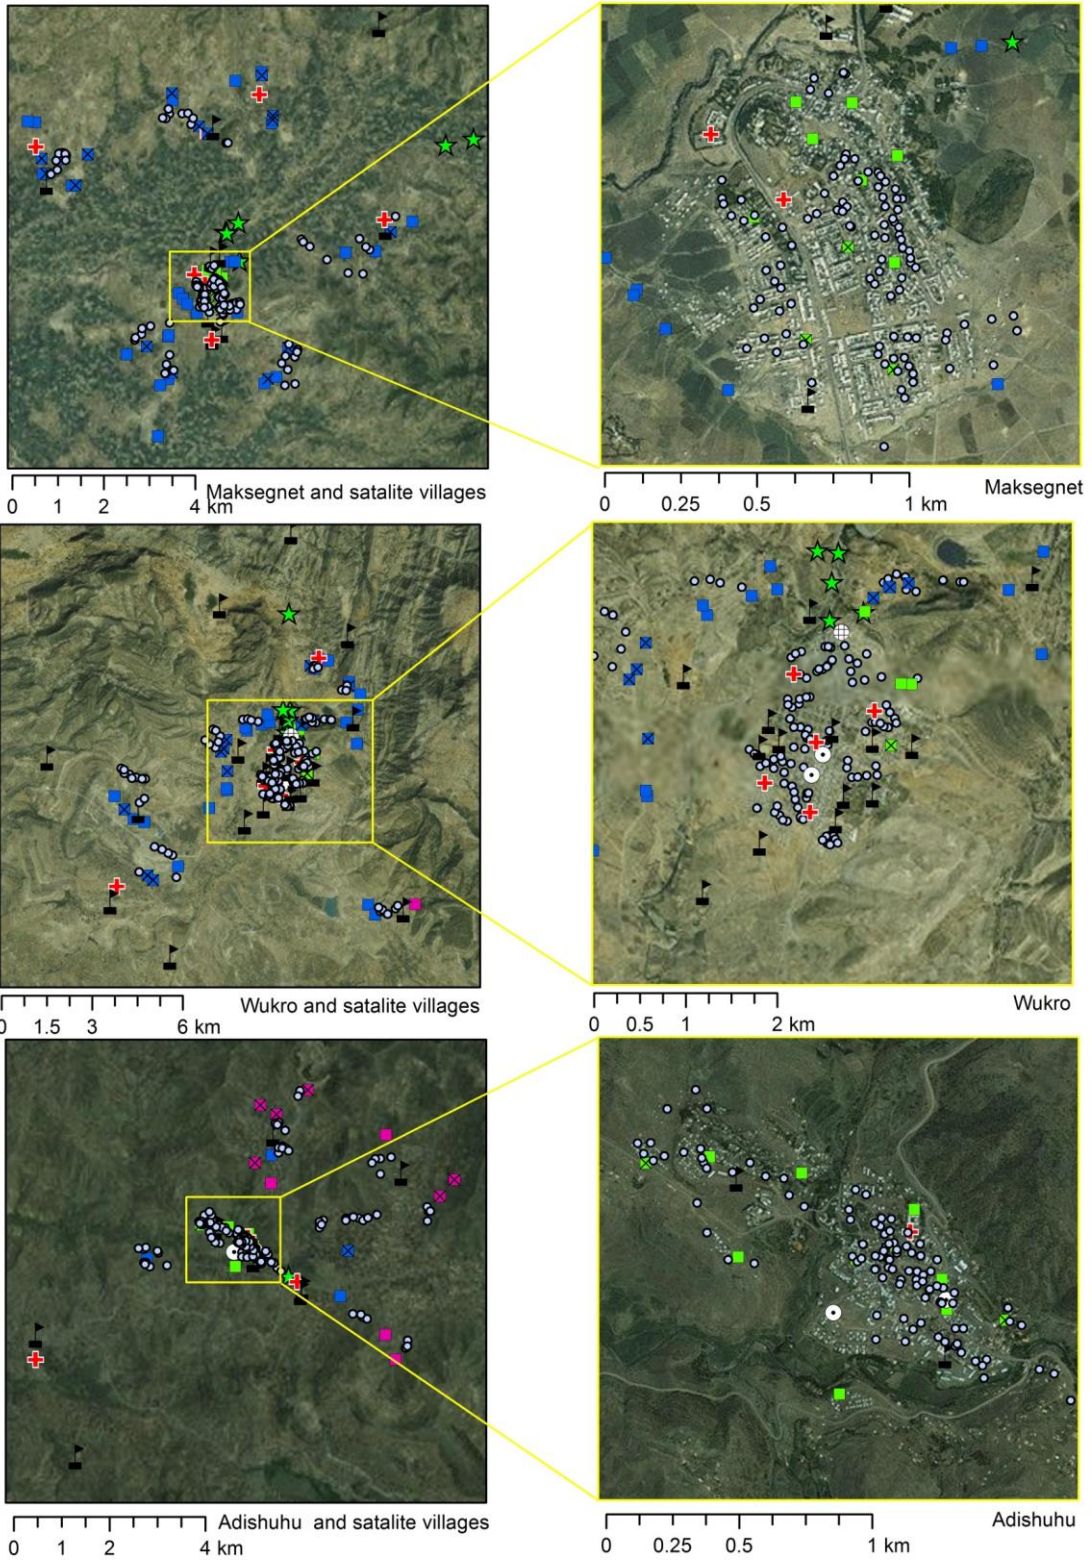 0 1 2 4 km
Maksegnet and satalite villages
0 0.25 0.5 1 km
Maksegnet
0 1.5 3 6 km
Wukro and satalite villages
0 0.5 1 2 km
Wukro
0 1 2 4 km
Adishuhu and satalite villages
0 0.25 0.5 1 km
Adishuhu